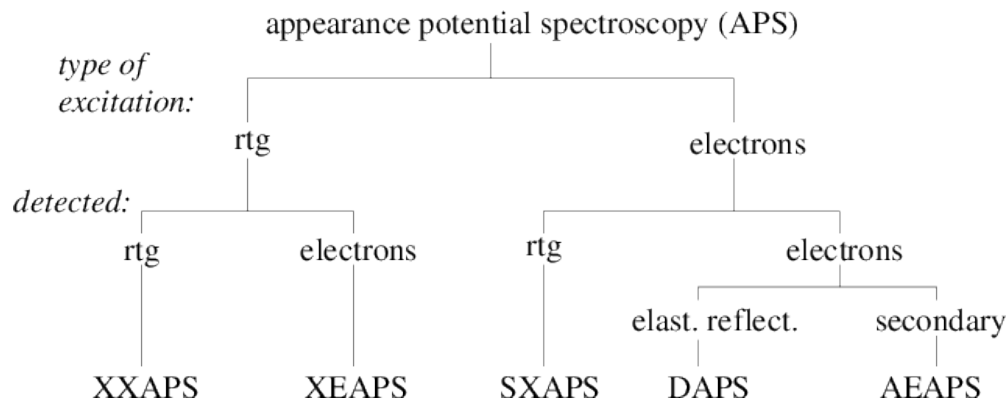 appearance potential spectroscopy (APS)
type of
excitation:
rtg
electrons
detected:
rtg
electrons
rtg
electrons
elast. reflect.
secondary
XXAPS
XEAPS
SXAPS
DAPS
AEAPS